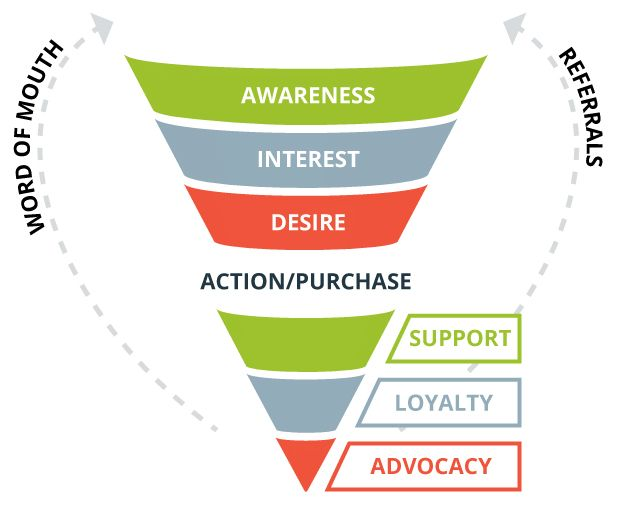 WORD OF MOUTH
REFERRALS
AWARENESS
INTEREST
DESIRE
ACTION/PURCHASE
SUPPORT
LOYALTY
ADVOCACY